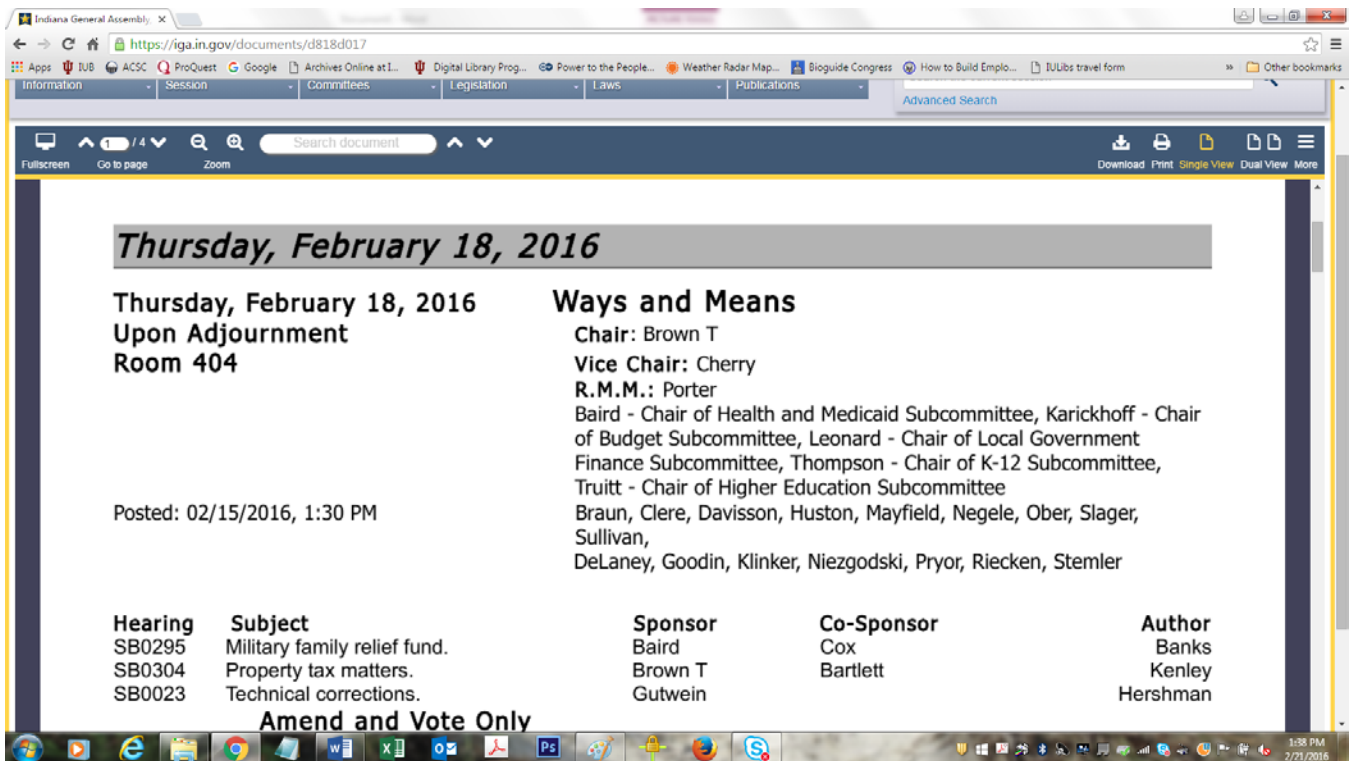 Indiana General Assembly,
https://iga.in.gov/documents/d818d017
Apps IUB ACSC ProQuest Google Archives Online at I... Digital Library Prog... Power to the People... Weather Radar Map... Bioguide Congress How to Build Emplo... IULibs travel form » Other bookmarks
Information Session Committees Legislation Laws Publications
Advanced Search
1 / 4 Search document
Fullscreen Go to page Zoom Download Print Single View Dual View More
Thursday, February 18, 2016
Thursday, February 18, 2016 Ways and Means
Upon Adjournment Chair: Brown T
Room 404 Vice Chair: Cherry
R.M.M.: Porter
Baird - Chair of Health and Medicaid Subcommittee, Karickhoff - Chair
of Budget Subcommittee, Leonard - Chair of Local Government
Finance Subcommittee, Thompson - Chair of K-12 Subcommittee,
Truitt - Chair of Higher Education Subcommittee
Posted: 02/15/2016, 1:30 PM Braun, Clere, Davisson, Huston, Mayfield, Negele, Ober, Slager,
Sullivan,
DeLaney, Goodin, Klinker, Niezgodski, Pryor, Riecken, Stemler
Hearing Subject Sponsor Co-Sponsor Author
SB0295 Military family relief fund. Baird Cox Banks
SB0304 Property tax matters. Brown T Bartlett Kenley
SB0023 Technical corrections. Gutwein Hershman
Amend and Vote Only
1:38 PM
2/21/2016